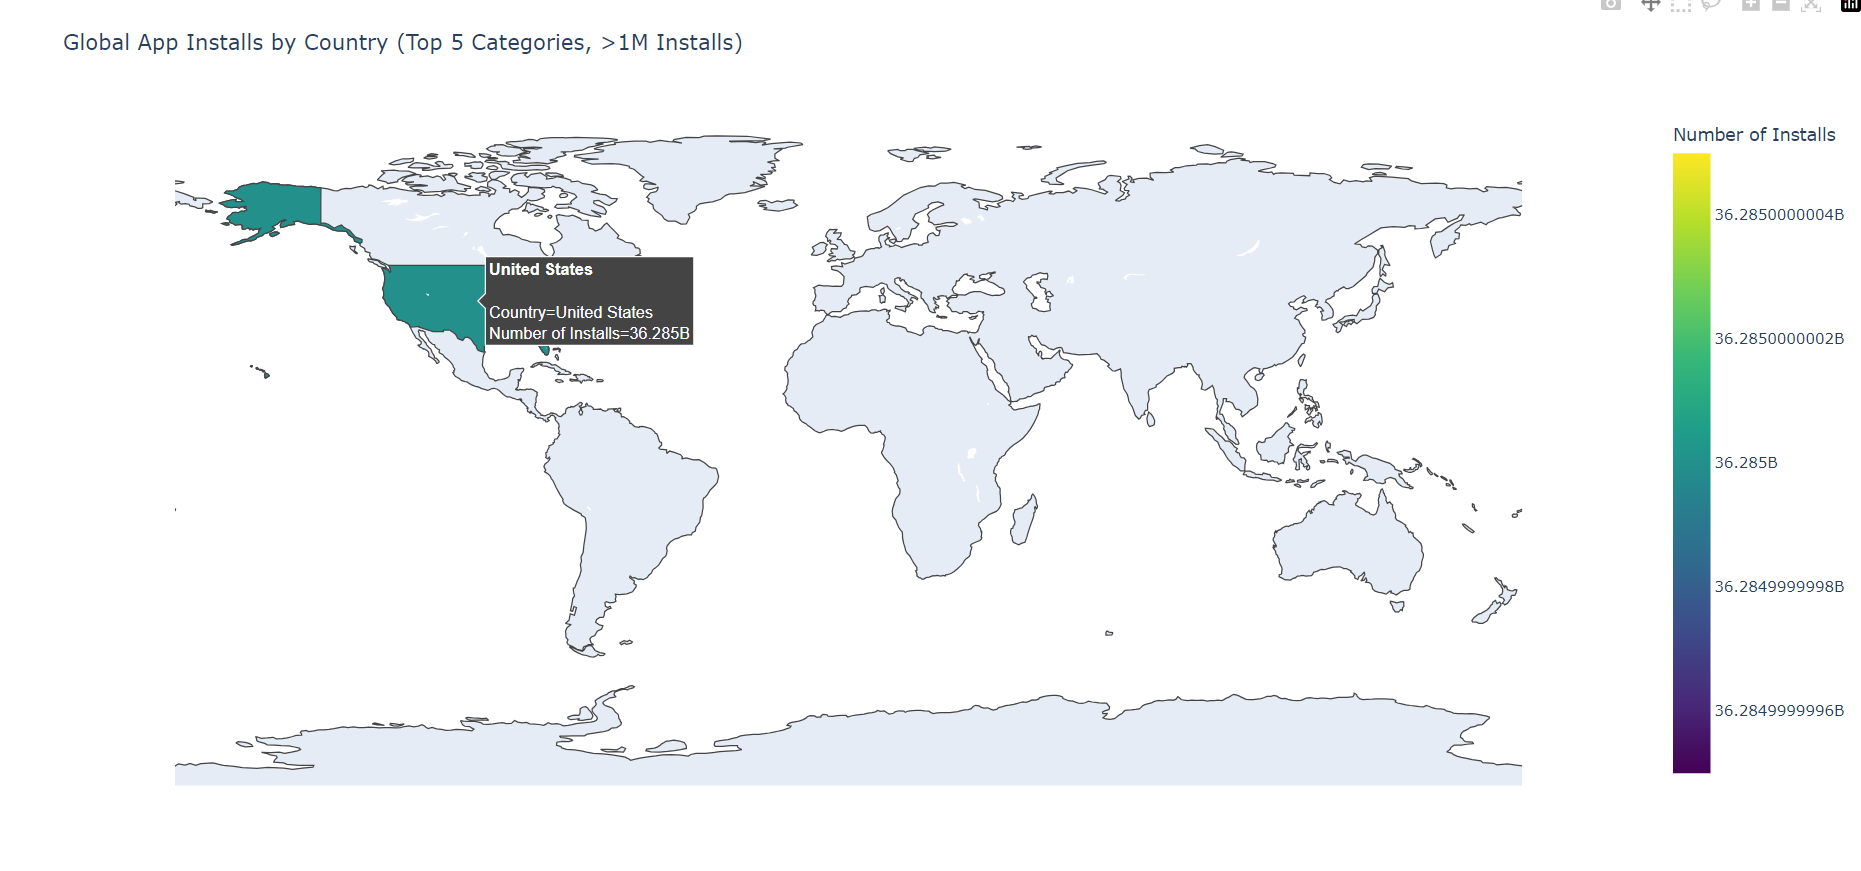 Global App Installs by Country (Top 5 Categories, >1M Installs)
Number of Installs
36.2850000004B
36.2850000002B
36.285B
36.2849999998B
36.2849999996B
United States
Country=United States
Number of Installs=36.285B